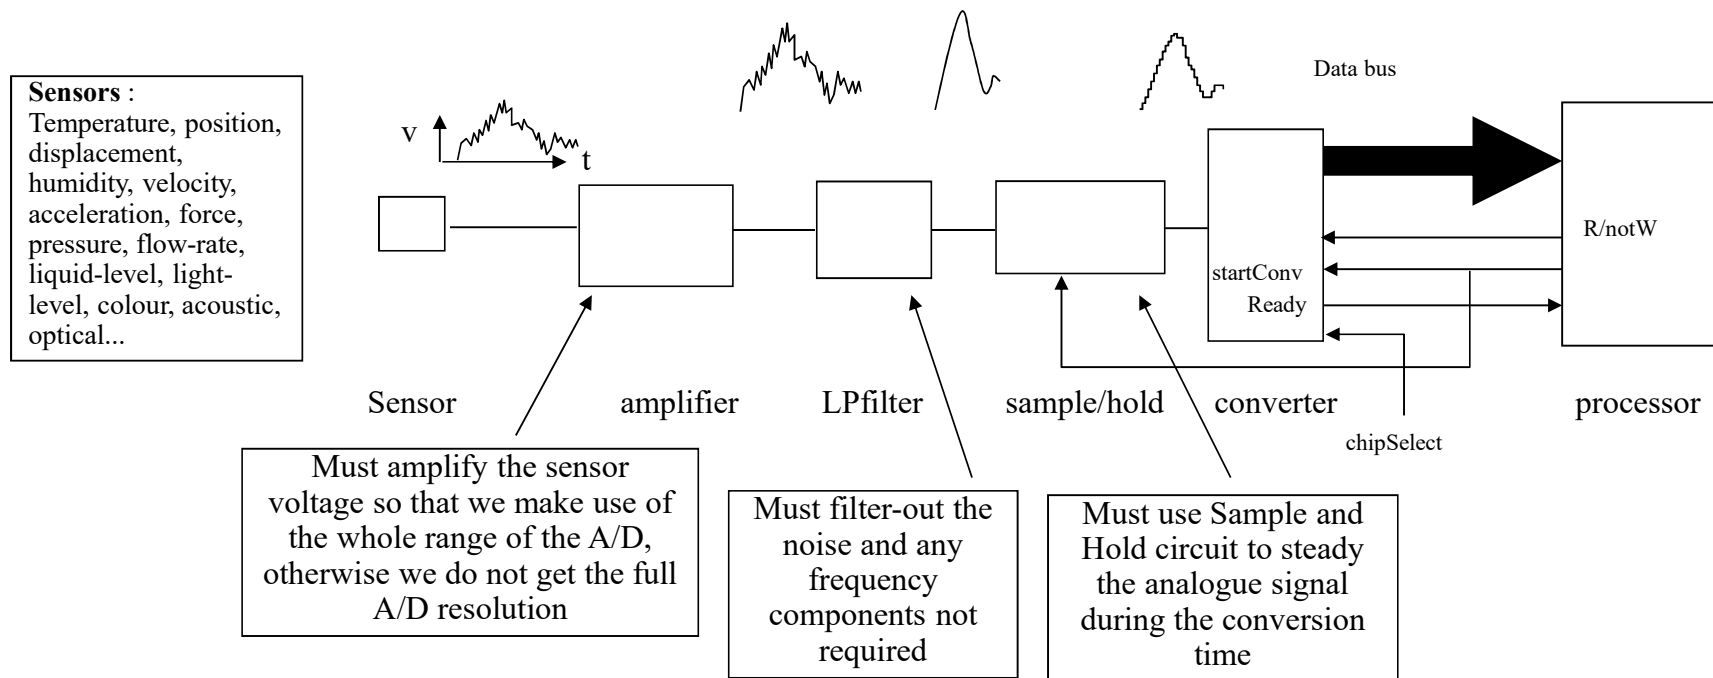 Sensors :
Temperature, position,
displacement,
humidity, velocity,
acceleration, force,
pressure, flow-rate,
liquid-level, light-
level, colour, acoustic,
optical...
v
t
Data bus
R/notW
startConv
Ready
Sensor
amplifier
LPfilter
sample/hold
converter
processor
chipSelect
Must amplify the sensor
voltage so that we make use
of the whole range of the A/D,
otherwise we do not get the full
A/D resolution
Must filter-out the
noise and any
frequency
components not
required
Must use Sample and
Hold circuit to steady
the analogue signal
during the conversion
time